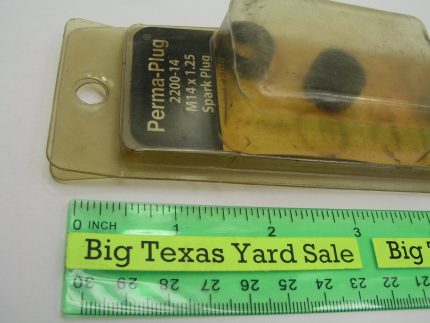 Perma-Plug®
2200-14
M14 x 1.25
Spark Plug
0 INCH 1 2 3
Big Texas Yard Sale
Big T
30 29 28 27 26 25 24 23 22 21